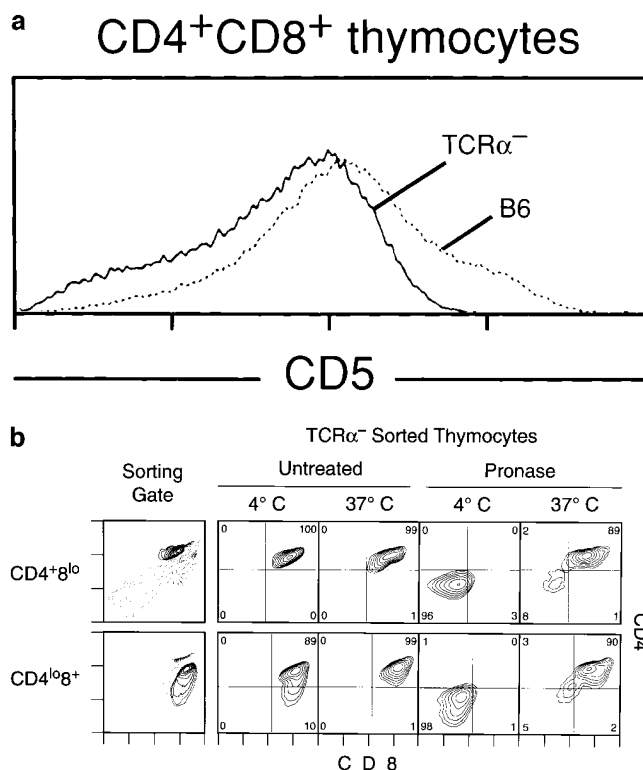 a
CD4⁺CD8⁺ thymocytes
TCRα⁻
B6
CD5
b
TCRα⁻ Sorted Thymocytes
Sorting
Gate
Untreated
Pronase
4° C
37° C
4° C
37° C
CD4⁺8ˡᵒ
0 100
0 0
0 99
0 1
0 0
96 3
2 89
8 1
CD4ˡᵒ8⁺
0 89
0 10
0 99
0 1
1 0
98 1
3 90
5 2
CD4
CD8